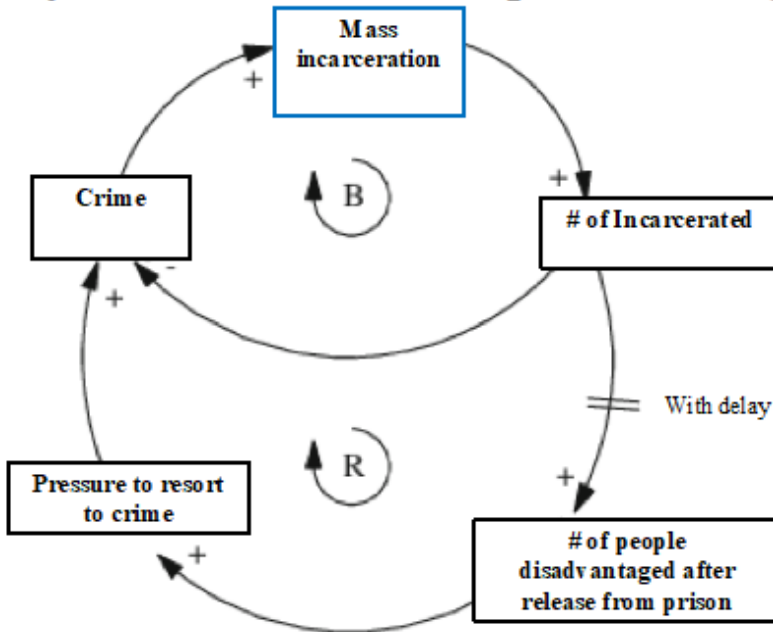 Mass
incarceration
+
+
Crime
B
# of Incarcerated
-
+
With delay
R
+
Pressure to resort
to crime
+
# of people
disadvantaged after
release from prison